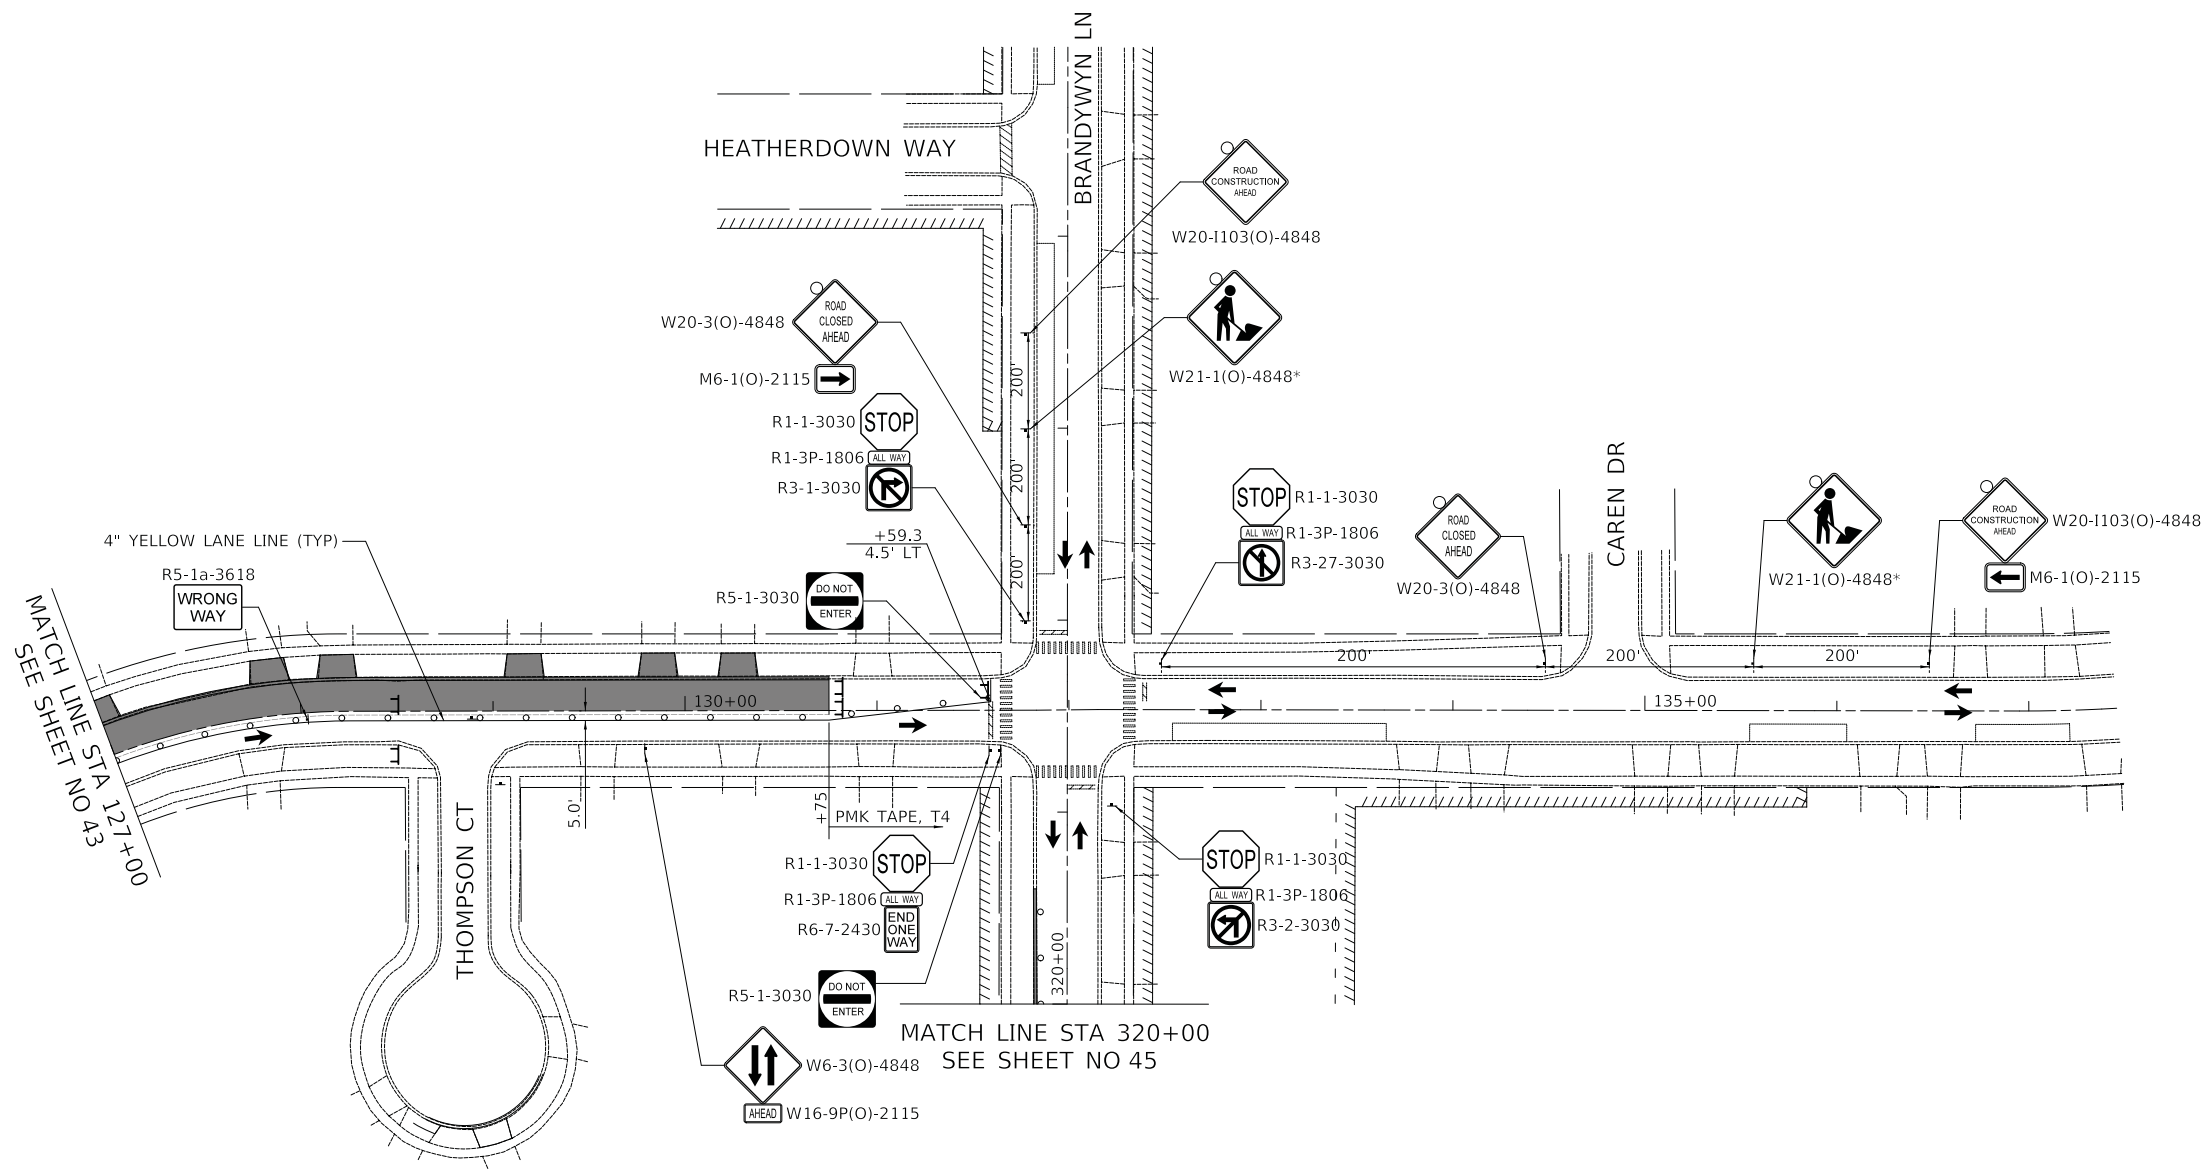 BRANDYWYN LN
HEATHERDOWN WAY
ROAD
CONSTRUCTION
AHEAD
W20-I103(O)-4848
W20-3(O)-4848
ROAD
CLOSED
AHEAD
M6-1(O)-2115
W21-1(O)-4848*
200'
200'
200'
R1-1-3030
STOP
R1-3P-1806
ALL WAY
R3-1-3030
+59.3
4.5' LT
4" YELLOW LANE LINE (TYP)
R5-1a-3618
WRONG
WAY
R5-1-3030
DO NOT
ENTER
STOP
R1-1-3030
ALL WAY
R1-3P-1806
R3-27-3030
ROAD
CLOSED
AHEAD
W20-3(O)-4848
CAREN DR
W21-1(O)-4848*
ROAD
CONSTRUCTION
AHEAD
W20-I103(O)-4848
M6-1(O)-2115
200'
200'
200'
MATCH LINE STA 127+00
SEE SHEET NO 43
130+00
135+00
5.0'
+75
PMK TAPE, T4
THOMPSON CT
R1-1-3030
STOP
R1-3P-1806
ALL WAY
R6-7-2430
END
ONE
WAY
R5-1-3030
DO NOT
ENTER
STOP
R1-1-3030
ALL WAY
R1-3P-1806
R3-2-3030
320+00
MATCH LINE STA 320+00
SEE SHEET NO 45
W6-3(O)-4848
AHEAD
W16-9P(O)-2115